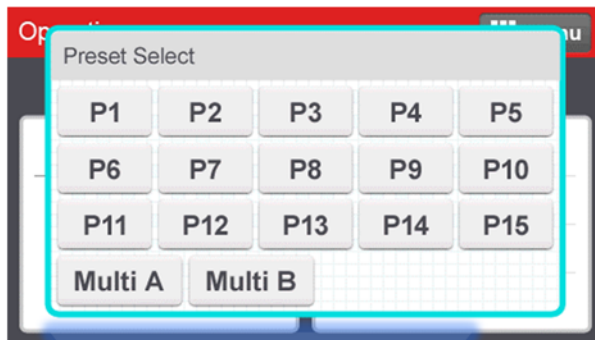 Preset Select
P1 P2 P3 P4 P5
P6 P7 P8 P9 P10
P11 P12 P13 P14 P15
Multi A Multi B